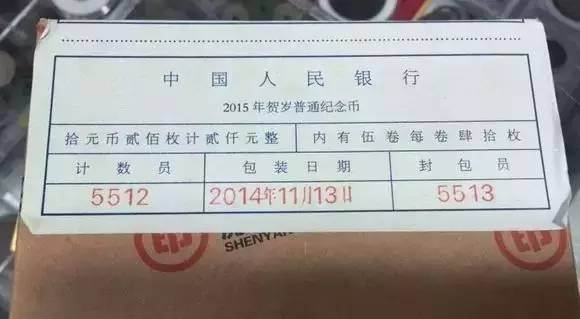 中国人民银行
2015年贺岁普通纪念币
拾元币贰佰枚计贰仟元整 内有伍卷每卷肆拾枚
计数员 包装日期 封包员
5512 2014年11月13日 5513
SHENYAN